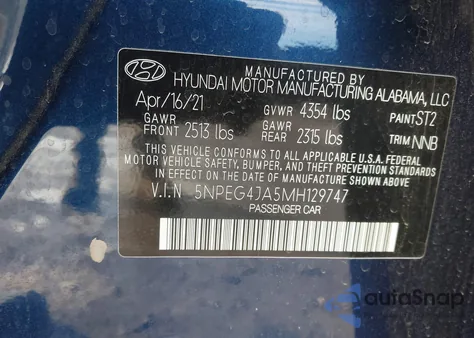 MANUFACTURED BY
HYUNDAI MOTOR MANUFACTURING ALABAMA, LLC
Apr/16/21 GVWR 4354 lbs PAINT ST2
GAWR FRONT 2513 lbs GAWR REAR 2315 lbs TRIM NNB
THIS VEHICLE CONFORMS TO ALL APPLICABLE U.S.A. FEDERAL
MOTOR VEHICLE SAFETY, BUMPER, AND THEFT PREVENTION
STANDARDS IN EFFECT ON THE DATE OF MANUFACTURE SHOWN ABOVE.
V.I.N 5NPEG4JA5MH129747
PASSENGER CAR
autoSnap